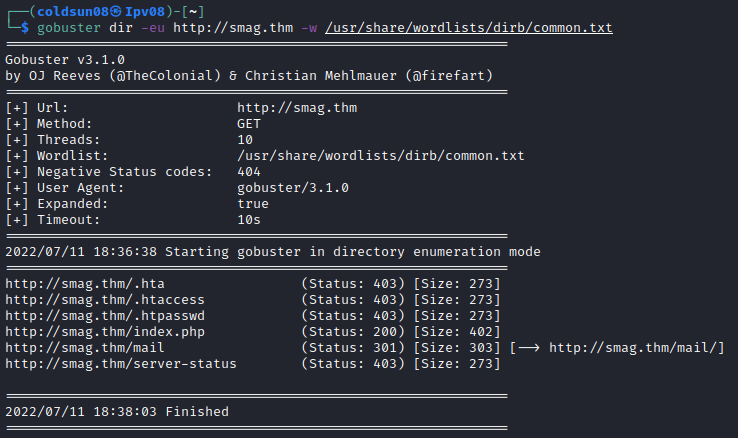 ┌──(coldsun08㉿Ipv08)-[~]
└─$ gobuster dir -eu http://smag.thm -w /usr/share/wordlists/dirb/common.txt
===============================================================
Gobuster v3.1.0
by OJ Reeves (@TheColonial) & Christian Mehlmauer (@firefart)
===============================================================
[+] Url:                     http://smag.thm
[+] Method:                  GET
[+] Threads:                 10
[+] Wordlist:                /usr/share/wordlists/dirb/common.txt
[+] Negative Status codes:   404
[+] User Agent:              gobuster/3.1.0
[+] Expanded:                true
[+] Timeout:                 10s
===============================================================
2022/07/11 18:36:38 Starting gobuster in directory enumeration mode
===============================================================
http://smag.thm/.hta                 (Status: 403) [Size: 273]
http://smag.thm/.htaccess            (Status: 403) [Size: 273]
http://smag.thm/.htpasswd            (Status: 403) [Size: 273]
http://smag.thm/index.php            (Status: 200) [Size: 402]
http://smag.thm/mail                 (Status: 301) [Size: 303] [--> http://smag.thm/mail/]
http://smag.thm/server-status        (Status: 403) [Size: 273]
===============================================================
2022/07/11 18:38:03 Finished
===============================================================